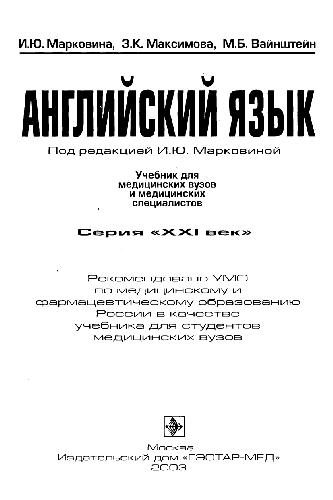 И.Ю. Марковина, З.К. Максимова, М.Б. Вайнштейн
АНГЛИЙСКИЙ ЯЗЫК
Под редакцией И.Ю. Марковиной
Учебник для
медицинских вузов
и медицинских
специалистов
Серия «XXI век»
Рекомендовано УМО
по медицинскому и
фармацевтическому образованию
России в качестве
учебника для студентов
медицинских вузов
Москва
Издательский дом «ГЭОТАР-МЕД»
2003